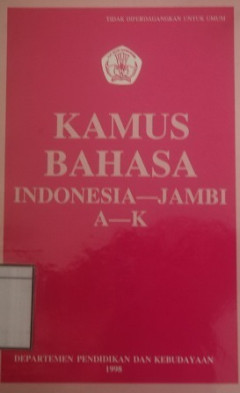 TIDAK DIPERDAGANGKAN UNTUK UMUM
KAMUS
BAHASA
INDONESIA—JAMBI
A—K
DEPARTEMEN PENDIDIKAN DAN KEBUDAYAAN
1998